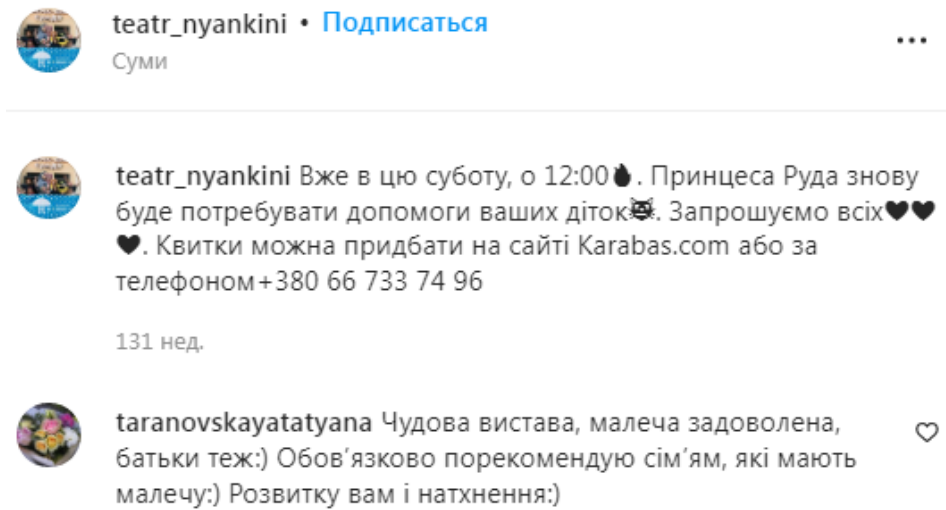 teatr_nyankini • Подписаться
Суми
teatr_nyankini Вже в цю суботу, о 12:00🔥. Принцеса Руда знову
буде потребувати допомоги ваших діток😻. Запрошуємо всіх❤❤
❤. Квитки можна придбати на сайті Karabas.com або за
телефоном+380 66 733 74 96
131 нед.
taranovskayatatyana Чудова вистава, малеча задоволена,
батьки теж:) Обов’язково порекомендую сім’ям, які мають
малечу:) Розвитку вам і натхнення:)